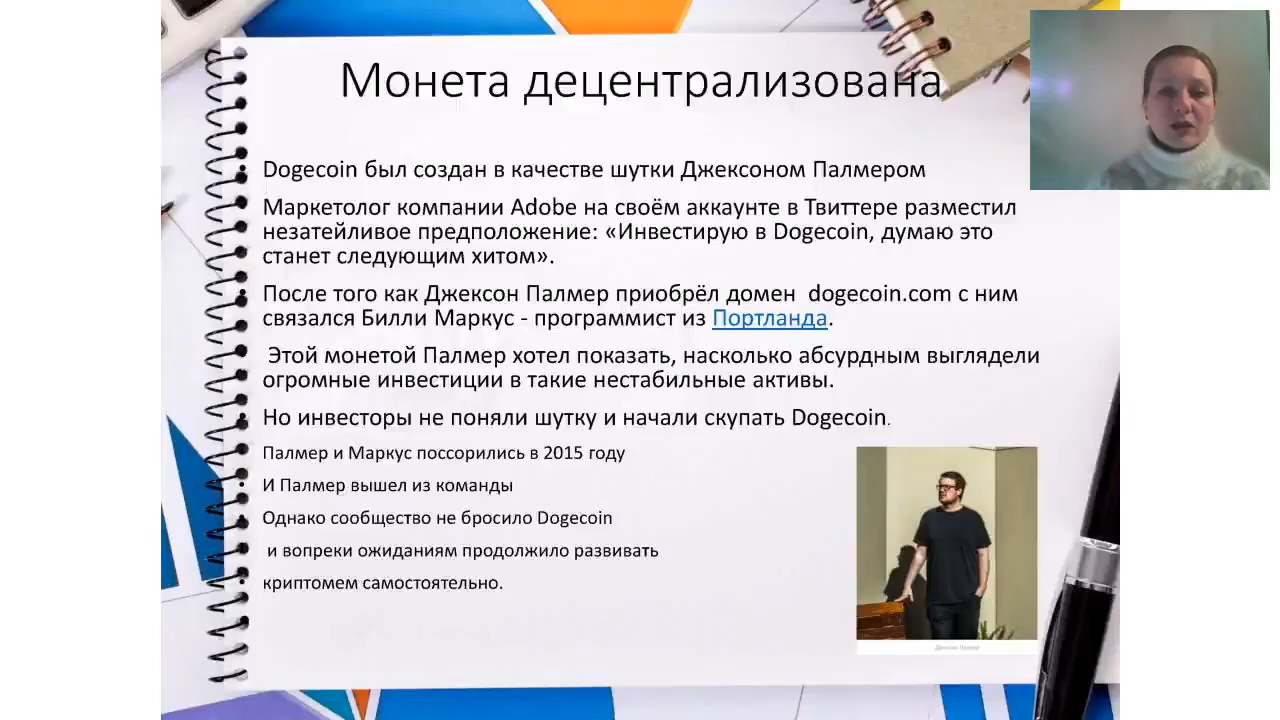 Монета децентрализована
Dogecoin был создан в качестве шутки Джексоном Палмером
Маркетолог компании Adobe на своём аккаунте в Твиттере разместил
незатейливое предположение: «Инвестирую в Dogecoin, думаю это
станет следующим хитом».
После того как Джексон Палмер приобрёл домен dogecoin.com с ним
связался Билли Маркус - программист из Портланда.
Этой монетой Палмер хотел показать, насколько абсурдным выглядели
огромные инвестиции в такие нестабильные активы.
Но инвесторы не поняли шутку и начали скупать Dogecoin.
Палмер и Маркус поссорились в 2015 году
И Палмер вышел из команды
Однако сообщество не бросило Dogecoin
и вопреки ожиданиям продолжило развивать
криптомем самостоятельно.
Джексон Палмер